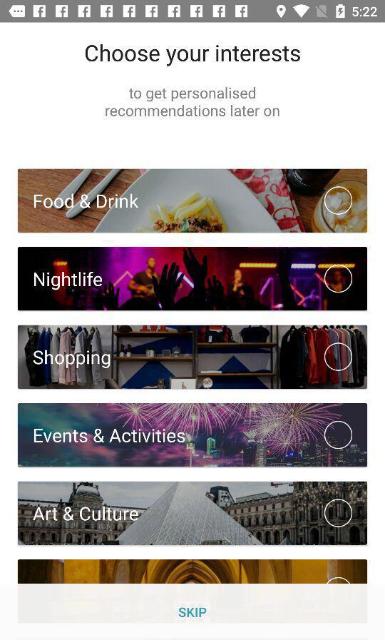 5:22
Choose your interests
to get personalised
recommendations later on
Food & Drink
Nightlife
Shopping
Events & Activities
Art & Culture
SKIP